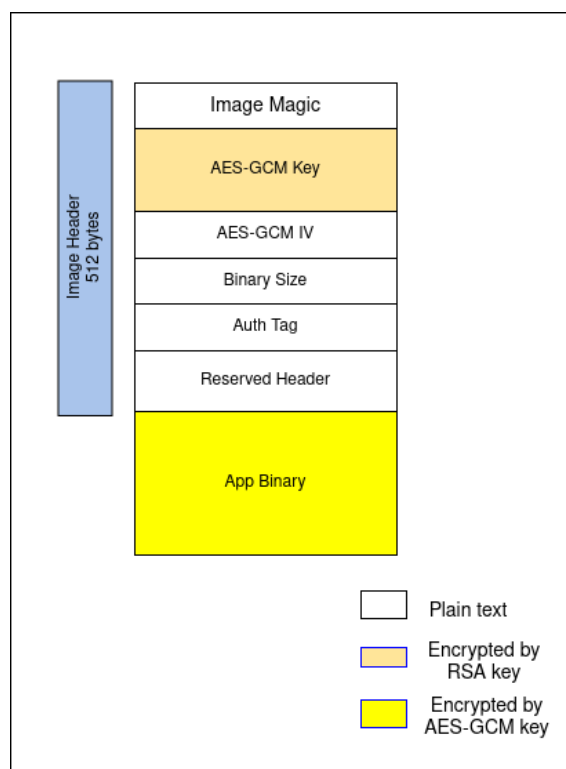 Image Header
512 bytes
Image Magic
AES-GCM Key
AES-GCM IV
Binary Size
Auth Tag
Reserved Header
App Binary
Plain text
Encrypted by
RSA key
Encrypted by
AES-GCM key